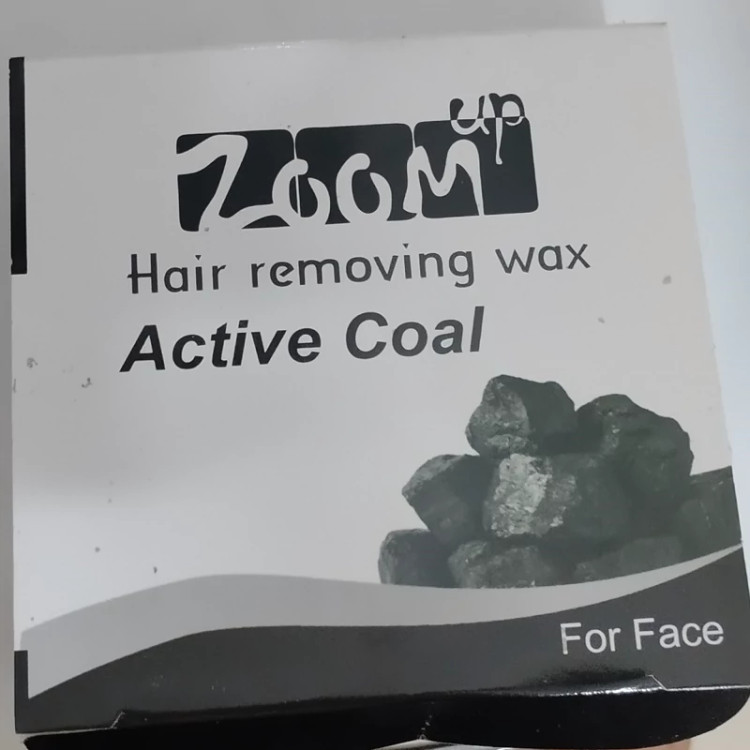 Zoom up
Hair removing wax
Active Coal
For Face